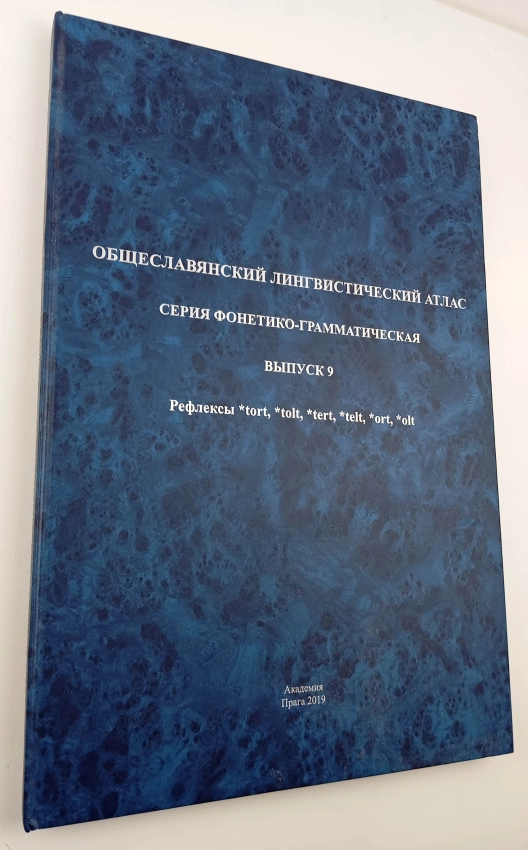 ОБЩЕСЛАВЯНСКИЙ ЛИНГВИСТИЧЕСКИЙ АТЛАС
СЕРИЯ ФОНЕТИКО-ГРАММАТИЧЕСКАЯ
ВЫПУСК 9
Рефлексы *tort, *tolt, *tert, *telt, *ort, *olt
Академия
Прага 2019